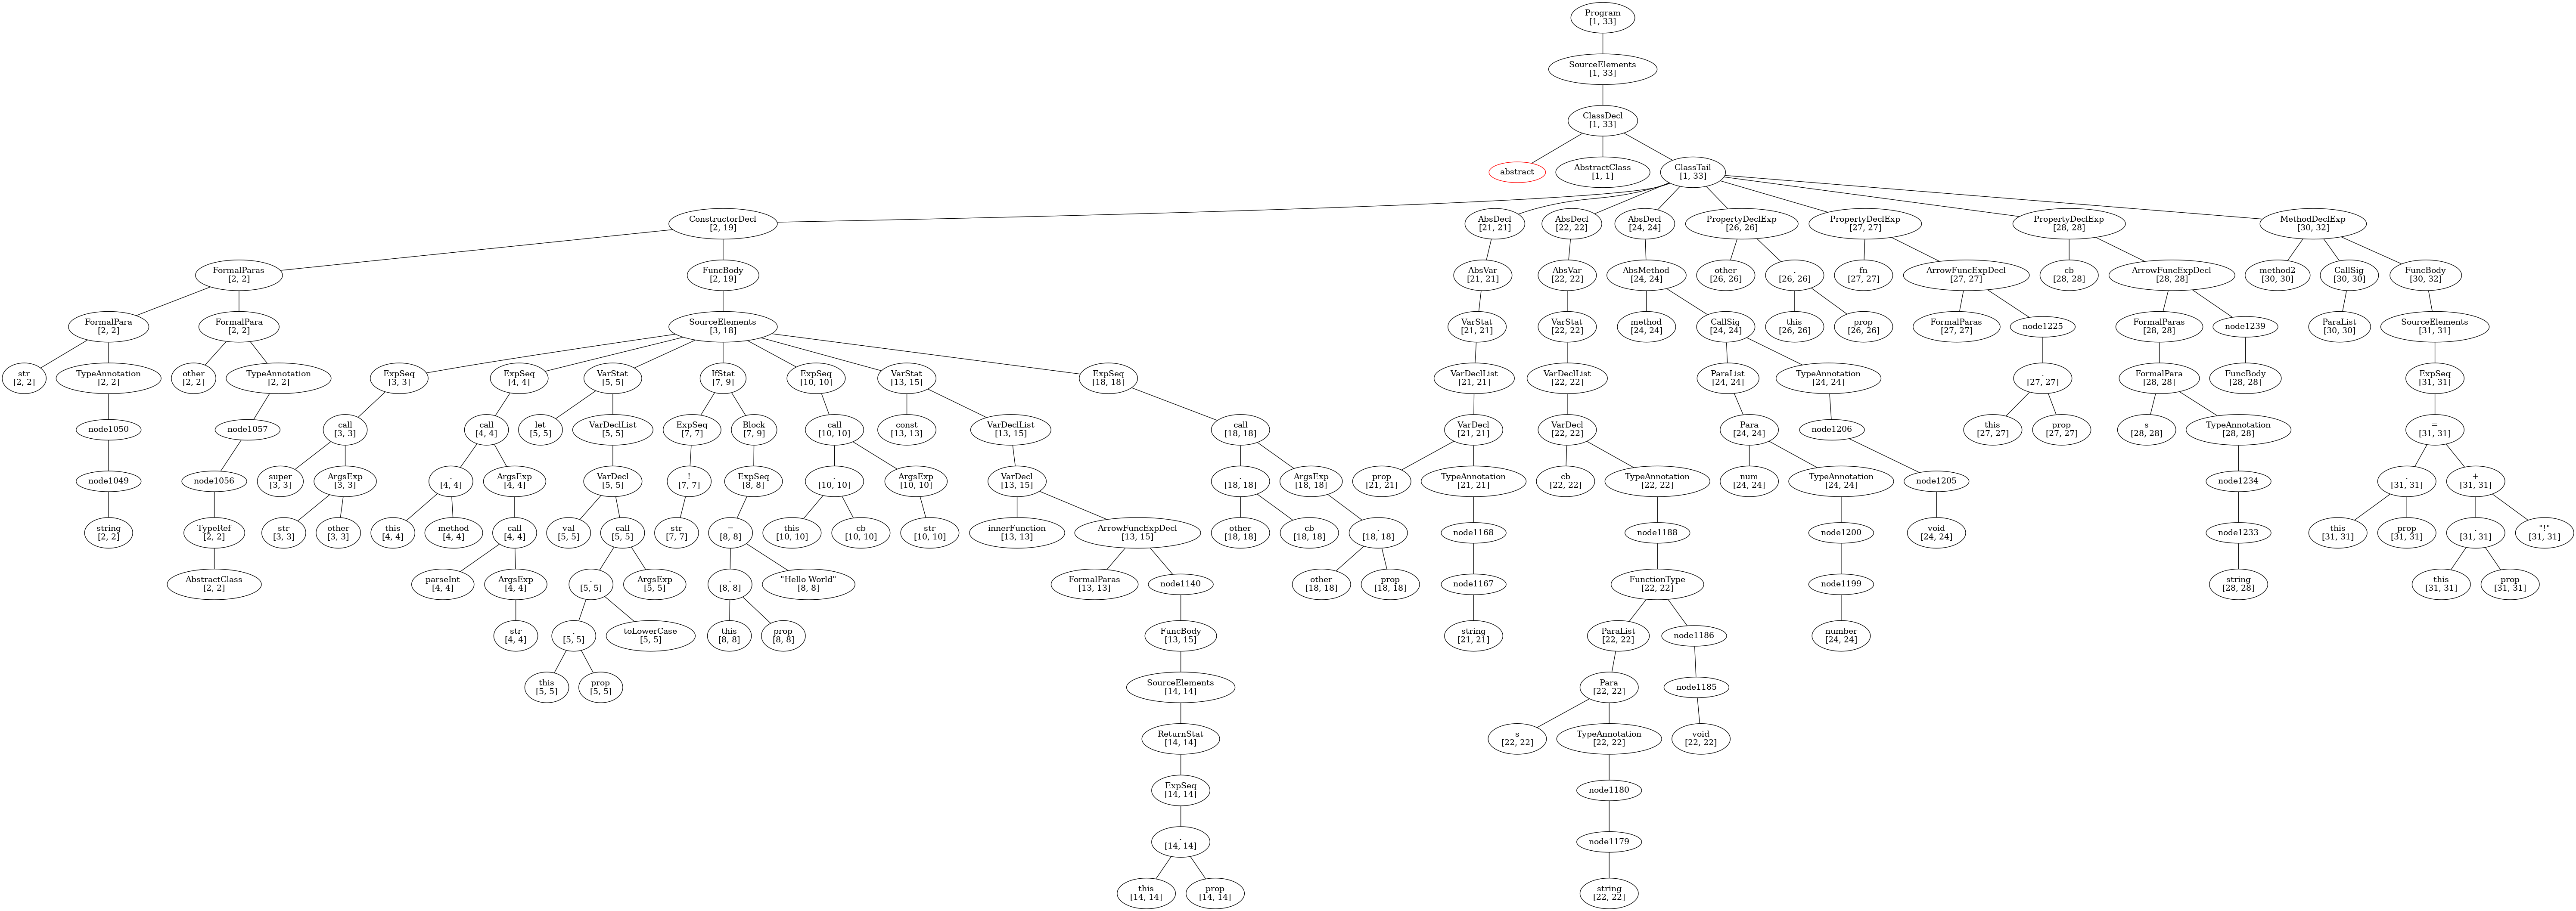 Program
[1, 33]
SourceElements
[1, 33]
ClassDecl
[1, 33]
abstract
AbstractClass
[1, 1]
ClassTail
[1, 33]
ConstructorDecl
[2, 19]
AbsDecl
[21, 21]
AbsDecl
[22, 22]
AbsDecl
[24, 24]
PropertyDeclExp
[26, 26]
PropertyDeclExp
[27, 27]
PropertyDeclExp
[28, 28]
MethodDeclExp
[30, 32]
FormalParas
[2, 2]
FuncBody
[2, 19]
AbsVar
[21, 21]
AbsVar
[22, 22]
AbsMethod
[24, 24]
other
[26, 26]
.
[26, 26]
fn
[27, 27]
ArrowFuncExpDecl
[27, 27]
cb
[28, 28]
ArrowFuncExpDecl
[28, 28]
method2
[30, 30]
CallSig
[30, 30]
FuncBody
[30, 32]
FormalPara
[2, 2]
FormalPara
[2, 2]
SourceElements
[3, 18]
VarStat
[21, 21]
VarStat
[22, 22]
method
[24, 24]
CallSig
[24, 24]
this
[26, 26]
prop
[26, 26]
FormalParas
[27, 27]
node1225
FormalParas
[28, 28]
node1239
ParaList
[30, 30]
SourceElements
[31, 31]
str
[2, 2]
TypeAnnotation
[2, 2]
other
[2, 2]
TypeAnnotation
[2, 2]
ExpSeq
[3, 3]
ExpSeq
[4, 4]
VarStat
[5, 5]
IfStat
[7, 9]
ExpSeq
[10, 10]
VarStat
[13, 15]
ExpSeq
[18, 18]
VarDeclList
[21, 21]
VarDeclList
[22, 22]
ParaList
[24, 24]
TypeAnnotation
[24, 24]
.
[27, 27]
FormalPara
[28, 28]
FuncBody
[28, 28]
ExpSeq
[31, 31]
node1050
node1057
call
[3, 3]
call
[4, 4]
let
[5, 5]
VarDeclList
[5, 5]
ExpSeq
[7, 7]
Block
[7, 9]
call
[10, 10]
const
[13, 13]
VarDeclList
[13, 15]
call
[18, 18]
VarDecl
[21, 21]
VarDecl
[22, 22]
Para
[24, 24]
node1206
this
[27, 27]
prop
[27, 27]
s
[28, 28]
TypeAnnotation
[28, 28]
=
[31, 31]
node1049
node1056
super
[3, 3]
ArgsExp
[3, 3]
.
[4, 4]
ArgsExp
[4, 4]
VarDecl
[5, 5]
!
[7, 7]
ExpSeq
[8, 8]
.
[10, 10]
ArgsExp
[10, 10]
VarDecl
[13, 15]
.
[18, 18]
ArgsExp
[18, 18]
prop
[21, 21]
TypeAnnotation
[21, 21]
cb
[22, 22]
TypeAnnotation
[22, 22]
num
[24, 24]
TypeAnnotation
[24, 24]
node1205
node1234
.
[31, 31]
+
[31, 31]
string
[2, 2]
TypeRef
[2, 2]
str
[3, 3]
other
[3, 3]
this
[4, 4]
method
[4, 4]
call
[4, 4]
val
[5, 5]
call
[5, 5]
str
[7, 7]
=
[8, 8]
this
[10, 10]
cb
[10, 10]
str
[10, 10]
innerFunction
[13, 13]
ArrowFuncExpDecl
[13, 15]
other
[18, 18]
cb
[18, 18]
.
[18, 18]
node1168
node1188
node1200
void
[24, 24]
node1233
this
[31, 31]
prop
[31, 31]
.
[31, 31]
"!"
[31, 31]
AbstractClass
[2, 2]
parseInt
[4, 4]
ArgsExp
[4, 4]
.
[5, 5]
ArgsExp
[5, 5]
.
[8, 8]
"Hello World"
[8, 8]
FormalParas
[13, 13]
node1140
other
[18, 18]
prop
[18, 18]
node1167
FunctionType
[22, 22]
node1199
string
[28, 28]
this
[31, 31]
prop
[31, 31]
str
[4, 4]
.
[5, 5]
toLowerCase
[5, 5]
this
[8, 8]
prop
[8, 8]
FuncBody
[13, 15]
string
[21, 21]
ParaList
[22, 22]
node1186
number
[24, 24]
this
[5, 5]
prop
[5, 5]
SourceElements
[14, 14]
Para
[22, 22]
node1185
ReturnStat
[14, 14]
s
[22, 22]
TypeAnnotation
[22, 22]
void
[22, 22]
ExpSeq
[14, 14]
node1180
.
[14, 14]
node1179
this
[14, 14]
prop
[14, 14]
string
[22, 22]